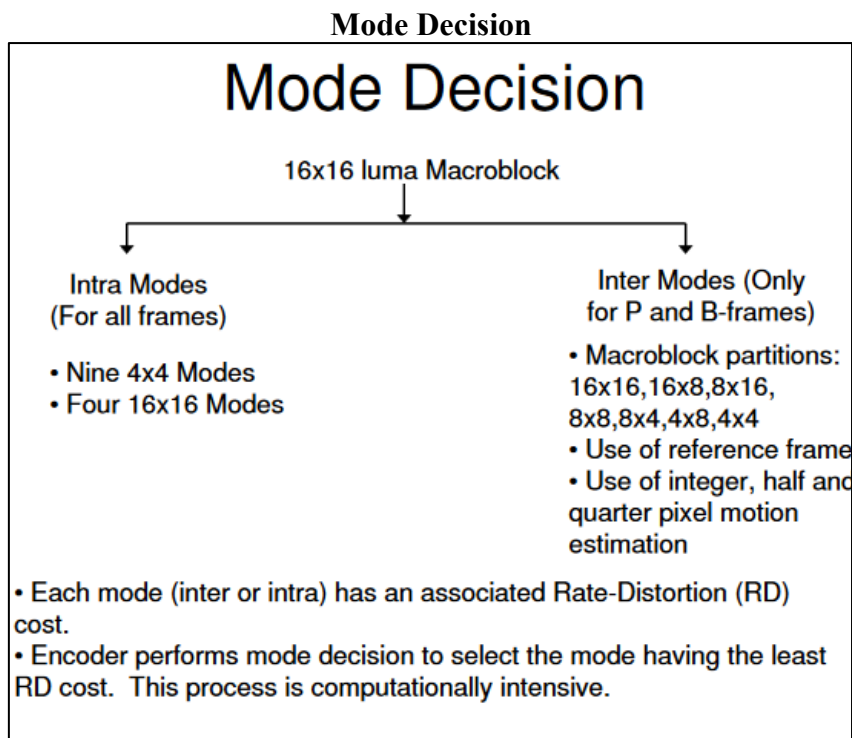 Mode Decision
Mode Decision
16x16 luma Macroblock
Intra Modes
(For all frames)
• Nine 4x4 Modes
• Four 16x16 Modes
Inter Modes (Only
for P and B-frames)
• Macroblock partitions:
16x16,16x8,8x16,
8x8,8x4,4x8,4x4
• Use of reference frame
• Use of integer, half and
quarter pixel motion
estimation
• Each mode (inter or intra) has an associated Rate-Distortion (RD)
cost.
• Encoder performs mode decision to select the mode having the least
RD cost.  This process is computationally intensive.